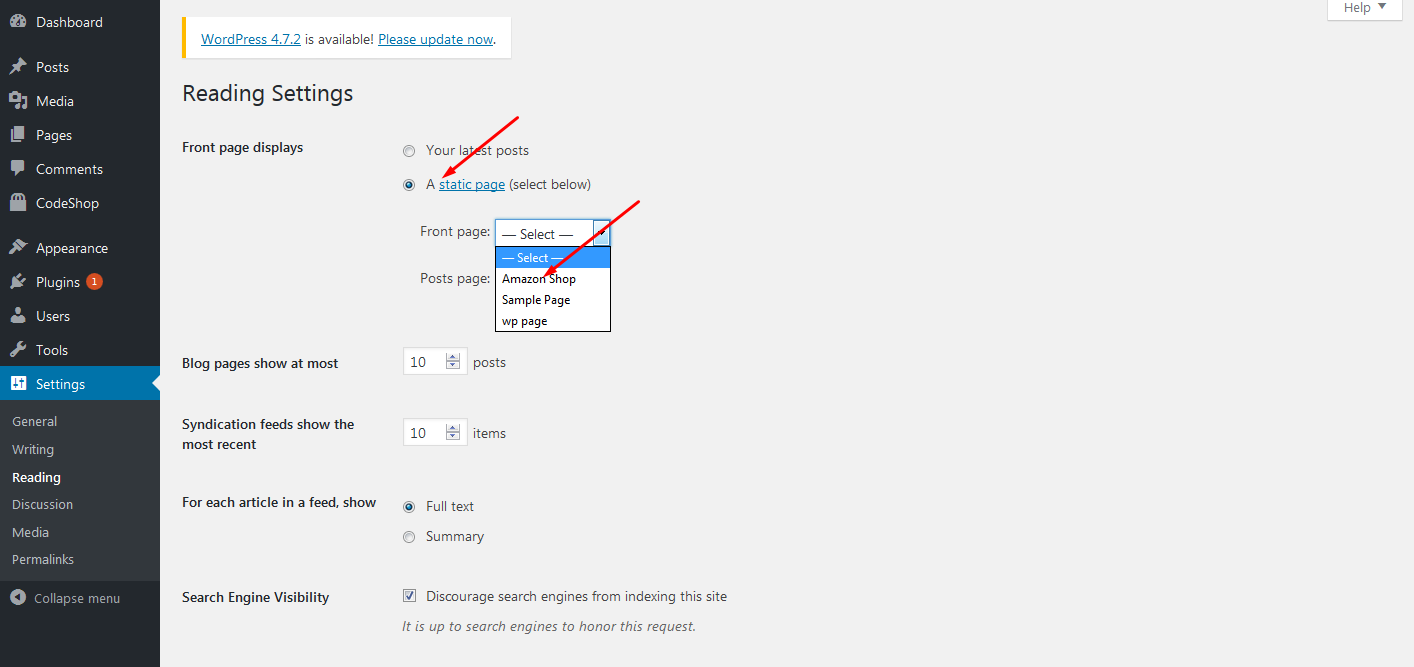 Help
Dashboard
Posts
Media
Pages
Comments
CodeShop
Appearance
Plugins 1
Users
Tools
Settings
General
Writing
Reading
Discussion
Media
Permalinks
Collapse menu
WordPress 4.7.2 is available! Please update now.
Reading Settings
Front page displays
Your latest posts
A static page (select below)
Front page: — Select —
— Select —
Posts page:
Amazon Shop
Sample Page
wp page
Blog pages show at most
10 posts
Syndication feeds show the
most recent
10 items
For each article in a feed, show
Full text
Summary
Search Engine Visibility
Discourage search engines from indexing this site
It is up to search engines to honor this request.